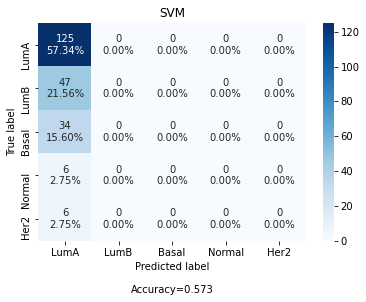 SVM
True label
LumA
125 0 0 0 0
57.34% 0.00% 0.00% 0.00% 0.00%
LumB
47 0 0 0 0
21.56% 0.00% 0.00% 0.00% 0.00%
Basal
34 0 0 0 0
15.60% 0.00% 0.00% 0.00% 0.00%
Normal
6 0 0 0 0
2.75% 0.00% 0.00% 0.00% 0.00%
Her2
6 0 0 0 0
2.75% 0.00% 0.00% 0.00% 0.00%
LumA LumB Basal Normal Her2
Predicted label
Accuracy=0.573
120
100
80
60
40
20
0